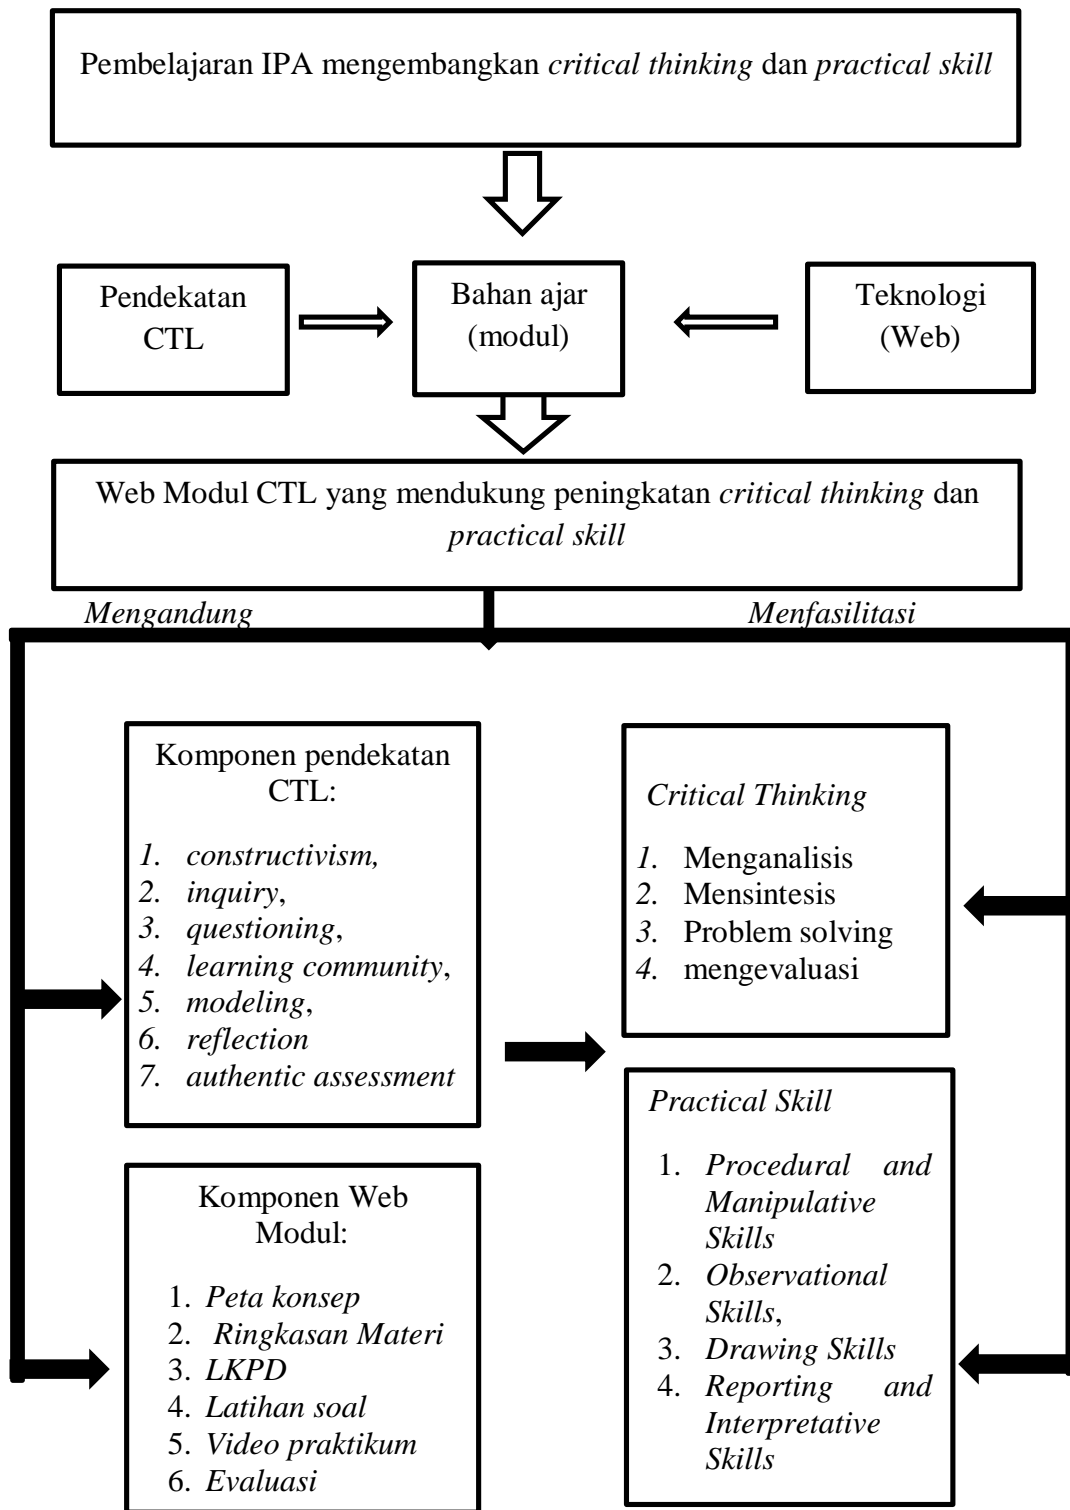 Pembelajaran IPA mengembangkan critical thinking dan practical skill
Pendekatan
CTL
Bahan ajar
(modul)
Teknologi
(Web)
Web Modul CTL yang mendukung peningkatan critical thinking dan
practical skill
Mengandung
Menfasilitasi
Komponen pendekatan
CTL:
1. constructivism,
2. inquiry,
3. questioning,
4. learning community,
5. modeling,
6. reflection
7. authentic assessment
Critical Thinking
1. Menganalisis
2. Mensintesis
3. Problem solving
4. mengevaluasi
Komponen Web
Modul:
1. Peta konsep
2. Ringkasan Materi
3. LKPD
4. Latihan soal
5. Video praktikum
6. Evaluasi
Practical Skill
1. Procedural and
Manipulative
Skills
2. Observational
Skills,
3. Drawing Skills
4. Reporting and
Interpretative
Skills